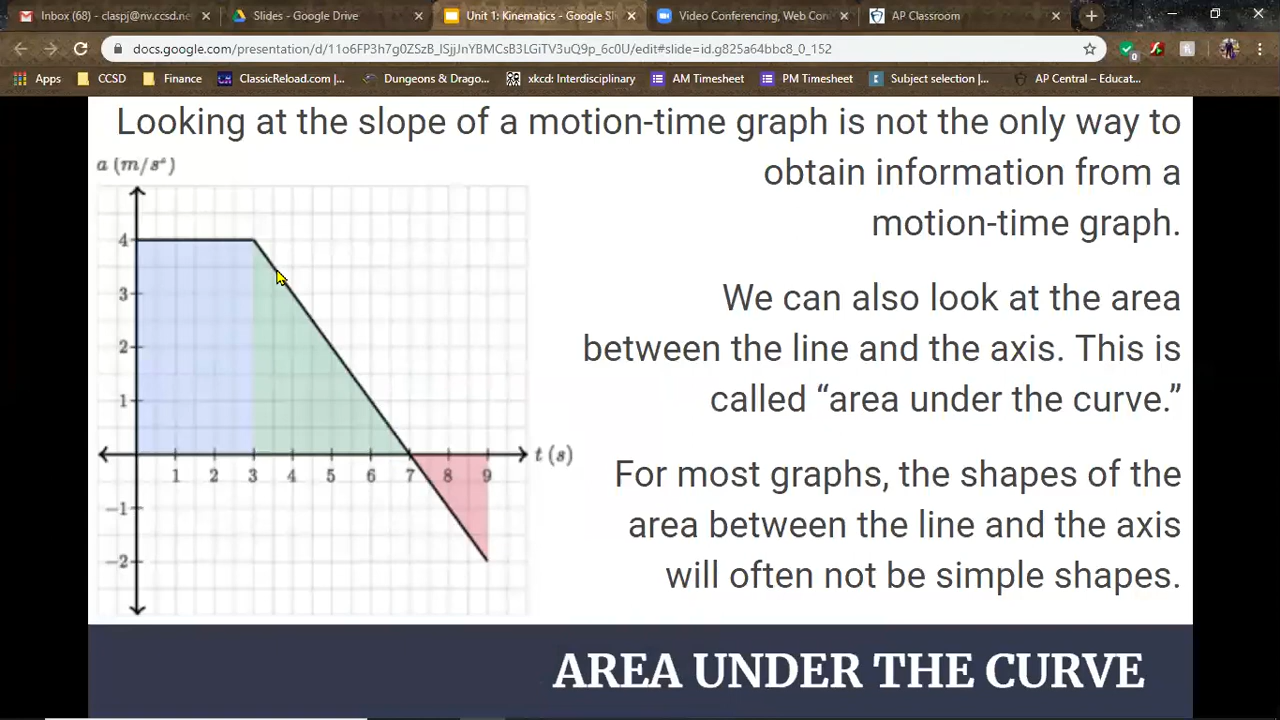 Inbox (68) - claspj@nv.ccsd.ne
Slides - Google Drive
Unit 1: Kinematics - Google Sl
Video Conferencing, Web Con
AP Classroom
docs.google.com/presentation/d/11o6FP3h7g0ZSzB_lSjjJnYBMCsB3LGiTV3uQ9p_6c0U/edit#slide=id.g825a64bbc8_0_152
Apps
CCSD
Finance
ClassicReload.com |...
Dungeons & Drago...
xkcd: Interdisciplinary
AM Timesheet
PM Timesheet
Subject selection |...
AP Central – Educat...
Looking at the slope of a motion-time graph is not the only way to
obtain information from a
motion-time graph.
We can also look at the area
between the line and the axis. This is
called “area under the curve.”
For most graphs, the shapes of the
area between the line and the axis
will often not be simple shapes.
a (m/s²)
4
3
2
1
−1
−2
1 2 3 4 5 6 7 8 9
t (s)
AREA UNDER THE CURVE